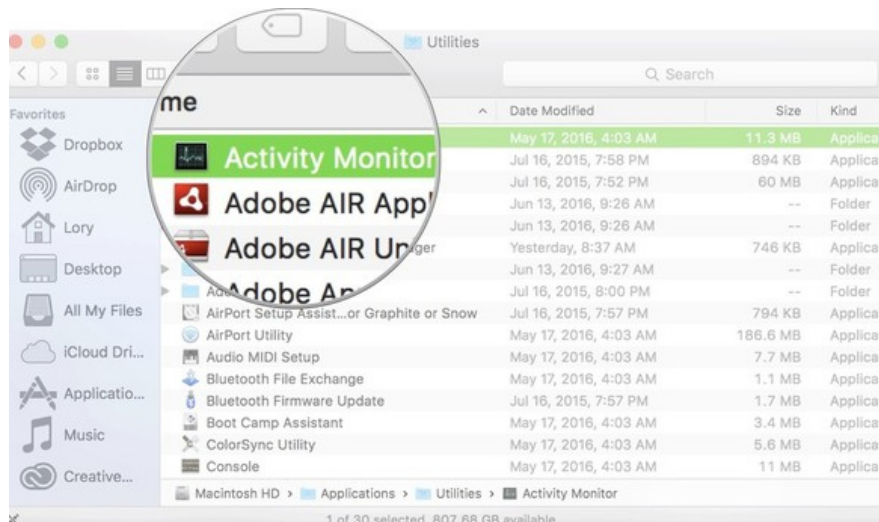 Utilities
Search
me
Date Modified Size Kind
Favorites
Dropbox
AirDrop
Lory
Desktop
All My Files
iCloud Dri...
Applicatio...
Music
Creative...
Activity Monitor May 17, 2016, 4:03 AM 11.3 MB Applica
Adobe AIR App Jul 16, 2015, 7:58 PM 894 KB Applica
Adobe AIR Un Jul 16, 2015, 7:52 PM 60 MB Applica
Jun 13, 2016, 9:26 AM -- Folder
Jun 13, 2016, 9:26 AM -- Folder
Yesterday, 8:37 AM 746 KB Applica
Jun 13, 2016, 9:27 AM -- Folder
Jul 16, 2015, 8:00 PM -- Folder
AirPort Setup Assist...or Graphite or Snow Jul 16, 2015, 7:57 PM 794 KB Applica
AirPort Utility May 17, 2016, 4:03 AM 186.6 MB Applica
Audio MIDI Setup May 17, 2016, 4:03 AM 7.7 MB Applica
Bluetooth File Exchange May 17, 2016, 4:03 AM 1.1 MB Applica
Bluetooth Firmware Update Jul 16, 2015, 7:57 PM 1.7 MB Applica
Boot Camp Assistant May 17, 2016, 4:03 AM 3.4 MB Applica
ColorSync Utility May 17, 2016, 4:03 AM 5.6 MB Applica
Console May 17, 2016, 4:03 AM 11 MB Applica
Macintosh HD > Applications > Utilities > Activity Monitor
1 of 30 selected, 807.68 GB available